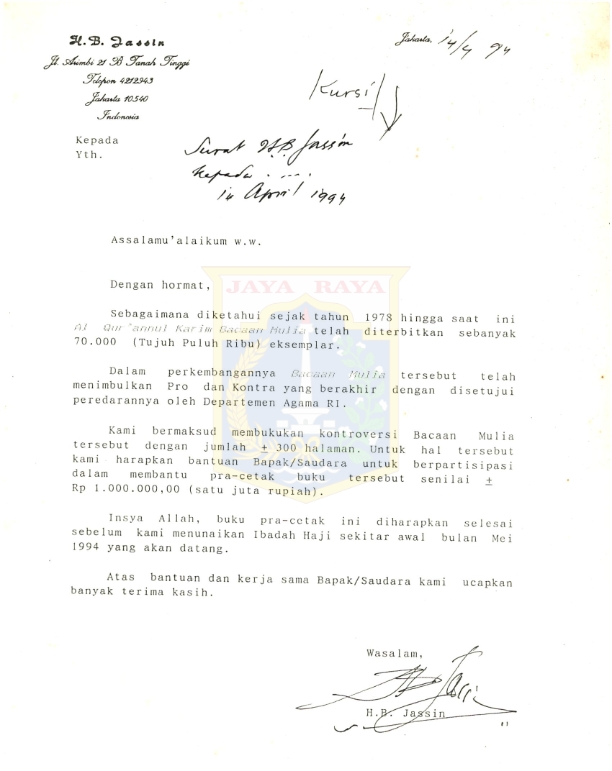 H.B. Jassin
Jl. Arimbi 21 B Tanah Tinggi
Telepon 4212943
Jakarta 10540
Indonesia
Jakarta, 14/4 94
Kursi
Kepada
Yth.
Surat H.B. Jassin
kepada ....
14 April 1994
Assalamu'alaikum w.w.
Dengan hormat,
JAYA RAYA
Sebagaimana diketahui sejak tahun 1978 hingga saat ini
Al Qur'annul Karim Bacaan Mulia telah diterbitkan sebanyak
70.000 (Tujuh Puluh Ribu) eksemplar.
Dalam perkembangannya Bacaan Mulia tersebut telah
menimbulkan Pro dan Kontra yang berakhir dengan disetujui
peredarannya oleh Departemen Agama RI.
Kami bermaksud membukukan kontroversi Bacaan Mulia
tersebut dengan jumlah ± 300 halaman. Untuk hal tersebut
kami harapkan bantuan Bapak/Saudara untuk berpartisipasi
dalam membantu pra-cetak buku tersebut senilai ±
Rp 1.000.000,00 (satu juta rupiah).
Insya Allah, buku pra-cetak ini diharapkan selesai
sebelum kami menunaikan Ibadah Haji sekitar awal bulan Mei
1994 yang akan datang.
Atas bantuan dan kerja sama Bapak/Saudara kami ucapkan
banyak terima kasih.
Wasalam,
HB Jassin
H.B. Jassin